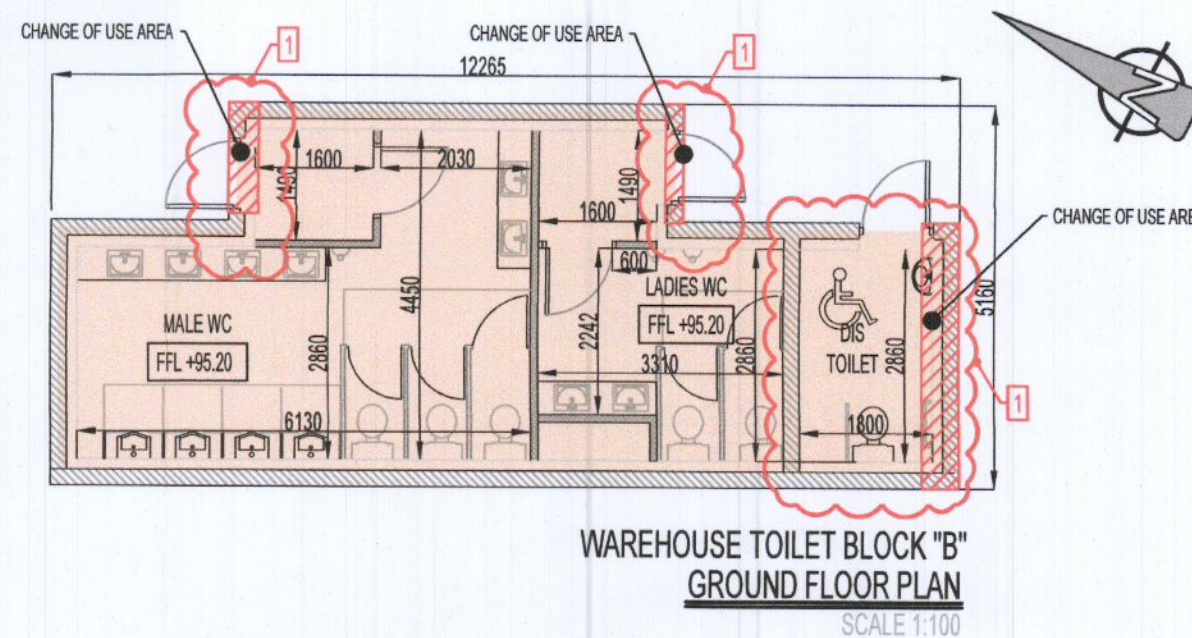 CHANGE OF USE AREA
1
CHANGE OF USE AREA
1
12265
1600
2030
1490
1600
1490
CHANGE OF USE ARE
600
LADIES WC
FFL +95.20
MALE WC
FFL +95.20
2860
4450
2242
3310
2860
DIS
TOILET
2860
5160
6130
1800
1
WAREHOUSE TOILET BLOCK "B"
GROUND FLOOR PLAN
SCALE 1:100